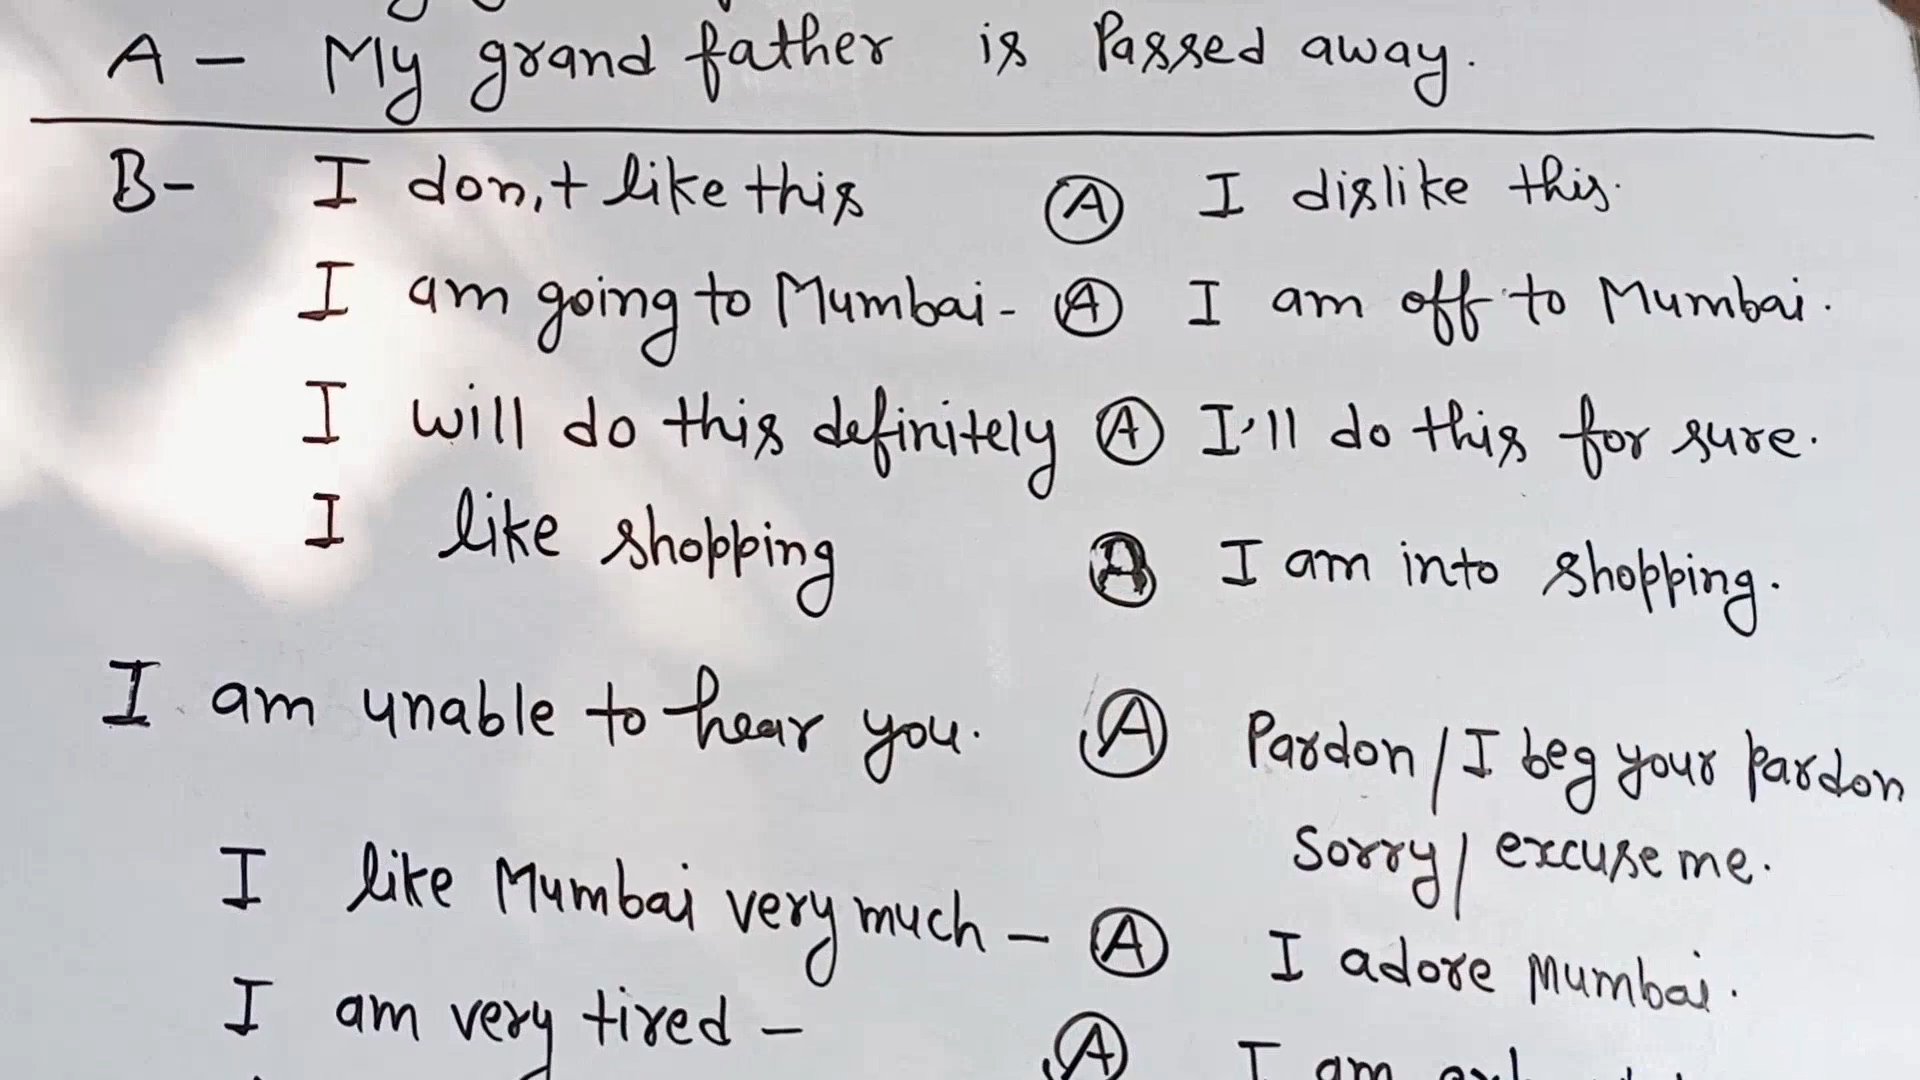 A - My grand father is Passed away.
B- I don,t like this A I dislike this.
I am going to Mumbai - A I am off to Mumbai.
I will do this definitely A I'll do this for sure.
I like shopping A I am into shopping.
I am unable to hear you. A Pardon / I beg your pardon
Sorry / excuse me.
I like Mumbai very much - A I adore Mumbai.
I am very tired - A I am